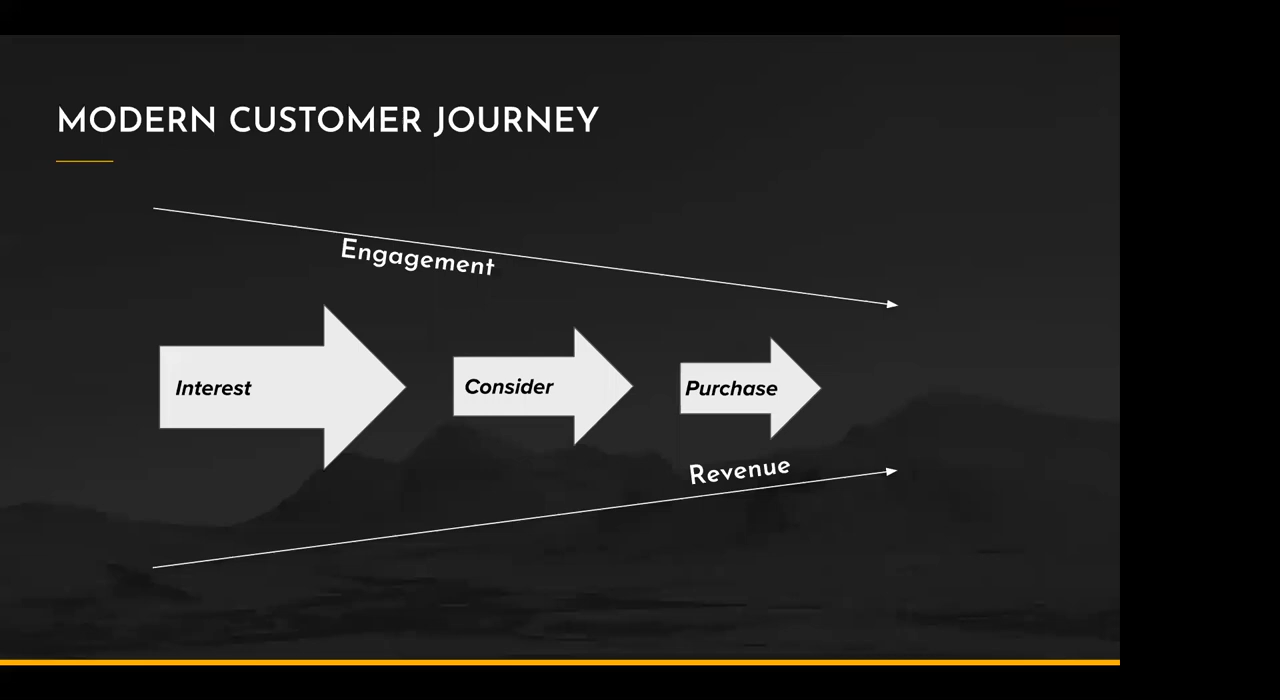 MODERN CUSTOMER JOURNEY
Engagement
Interest
Consider
Purchase
Revenue